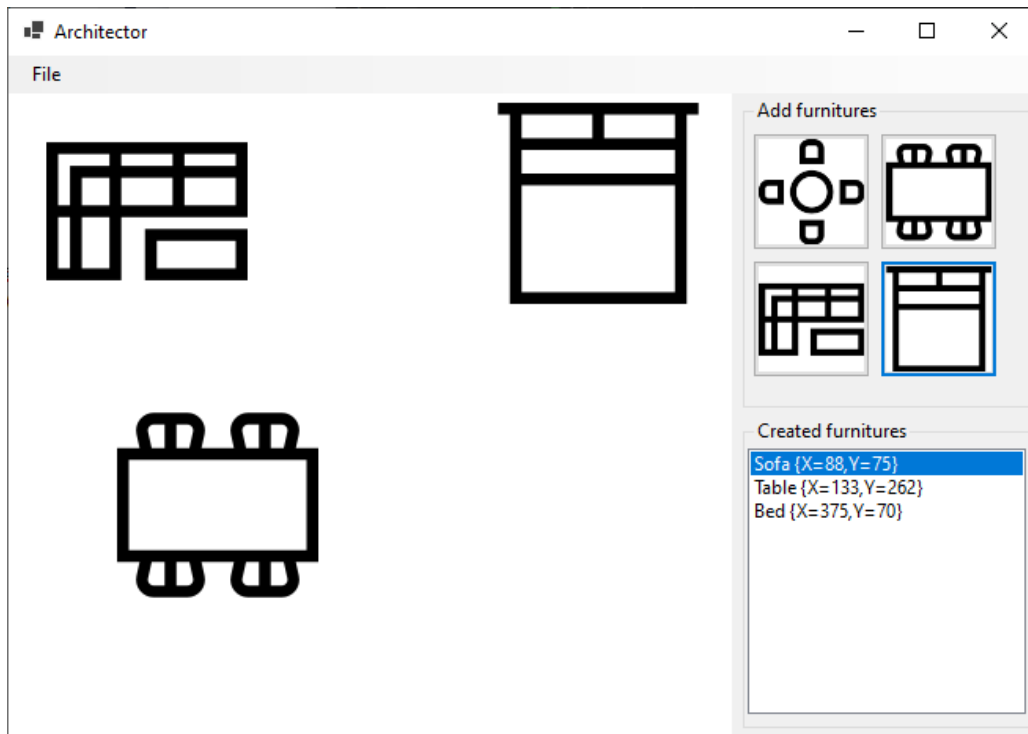 Architector
File
Add furnitures
Created furnitures
Sofa {X=88,Y=75}
Table {X=133,Y=262}
Bed {X=375,Y=70}